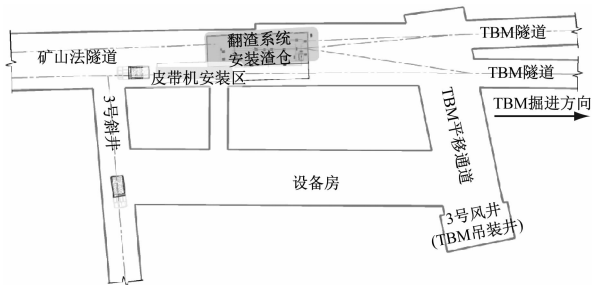 翻渣系统
安装渣仓
TBM隧道
矿山法隧道
皮带机安装区
TBM隧道
TBM掘进方向
3号斜井
TBM平移通道
设备房
3号风井
(TBM吊装井)